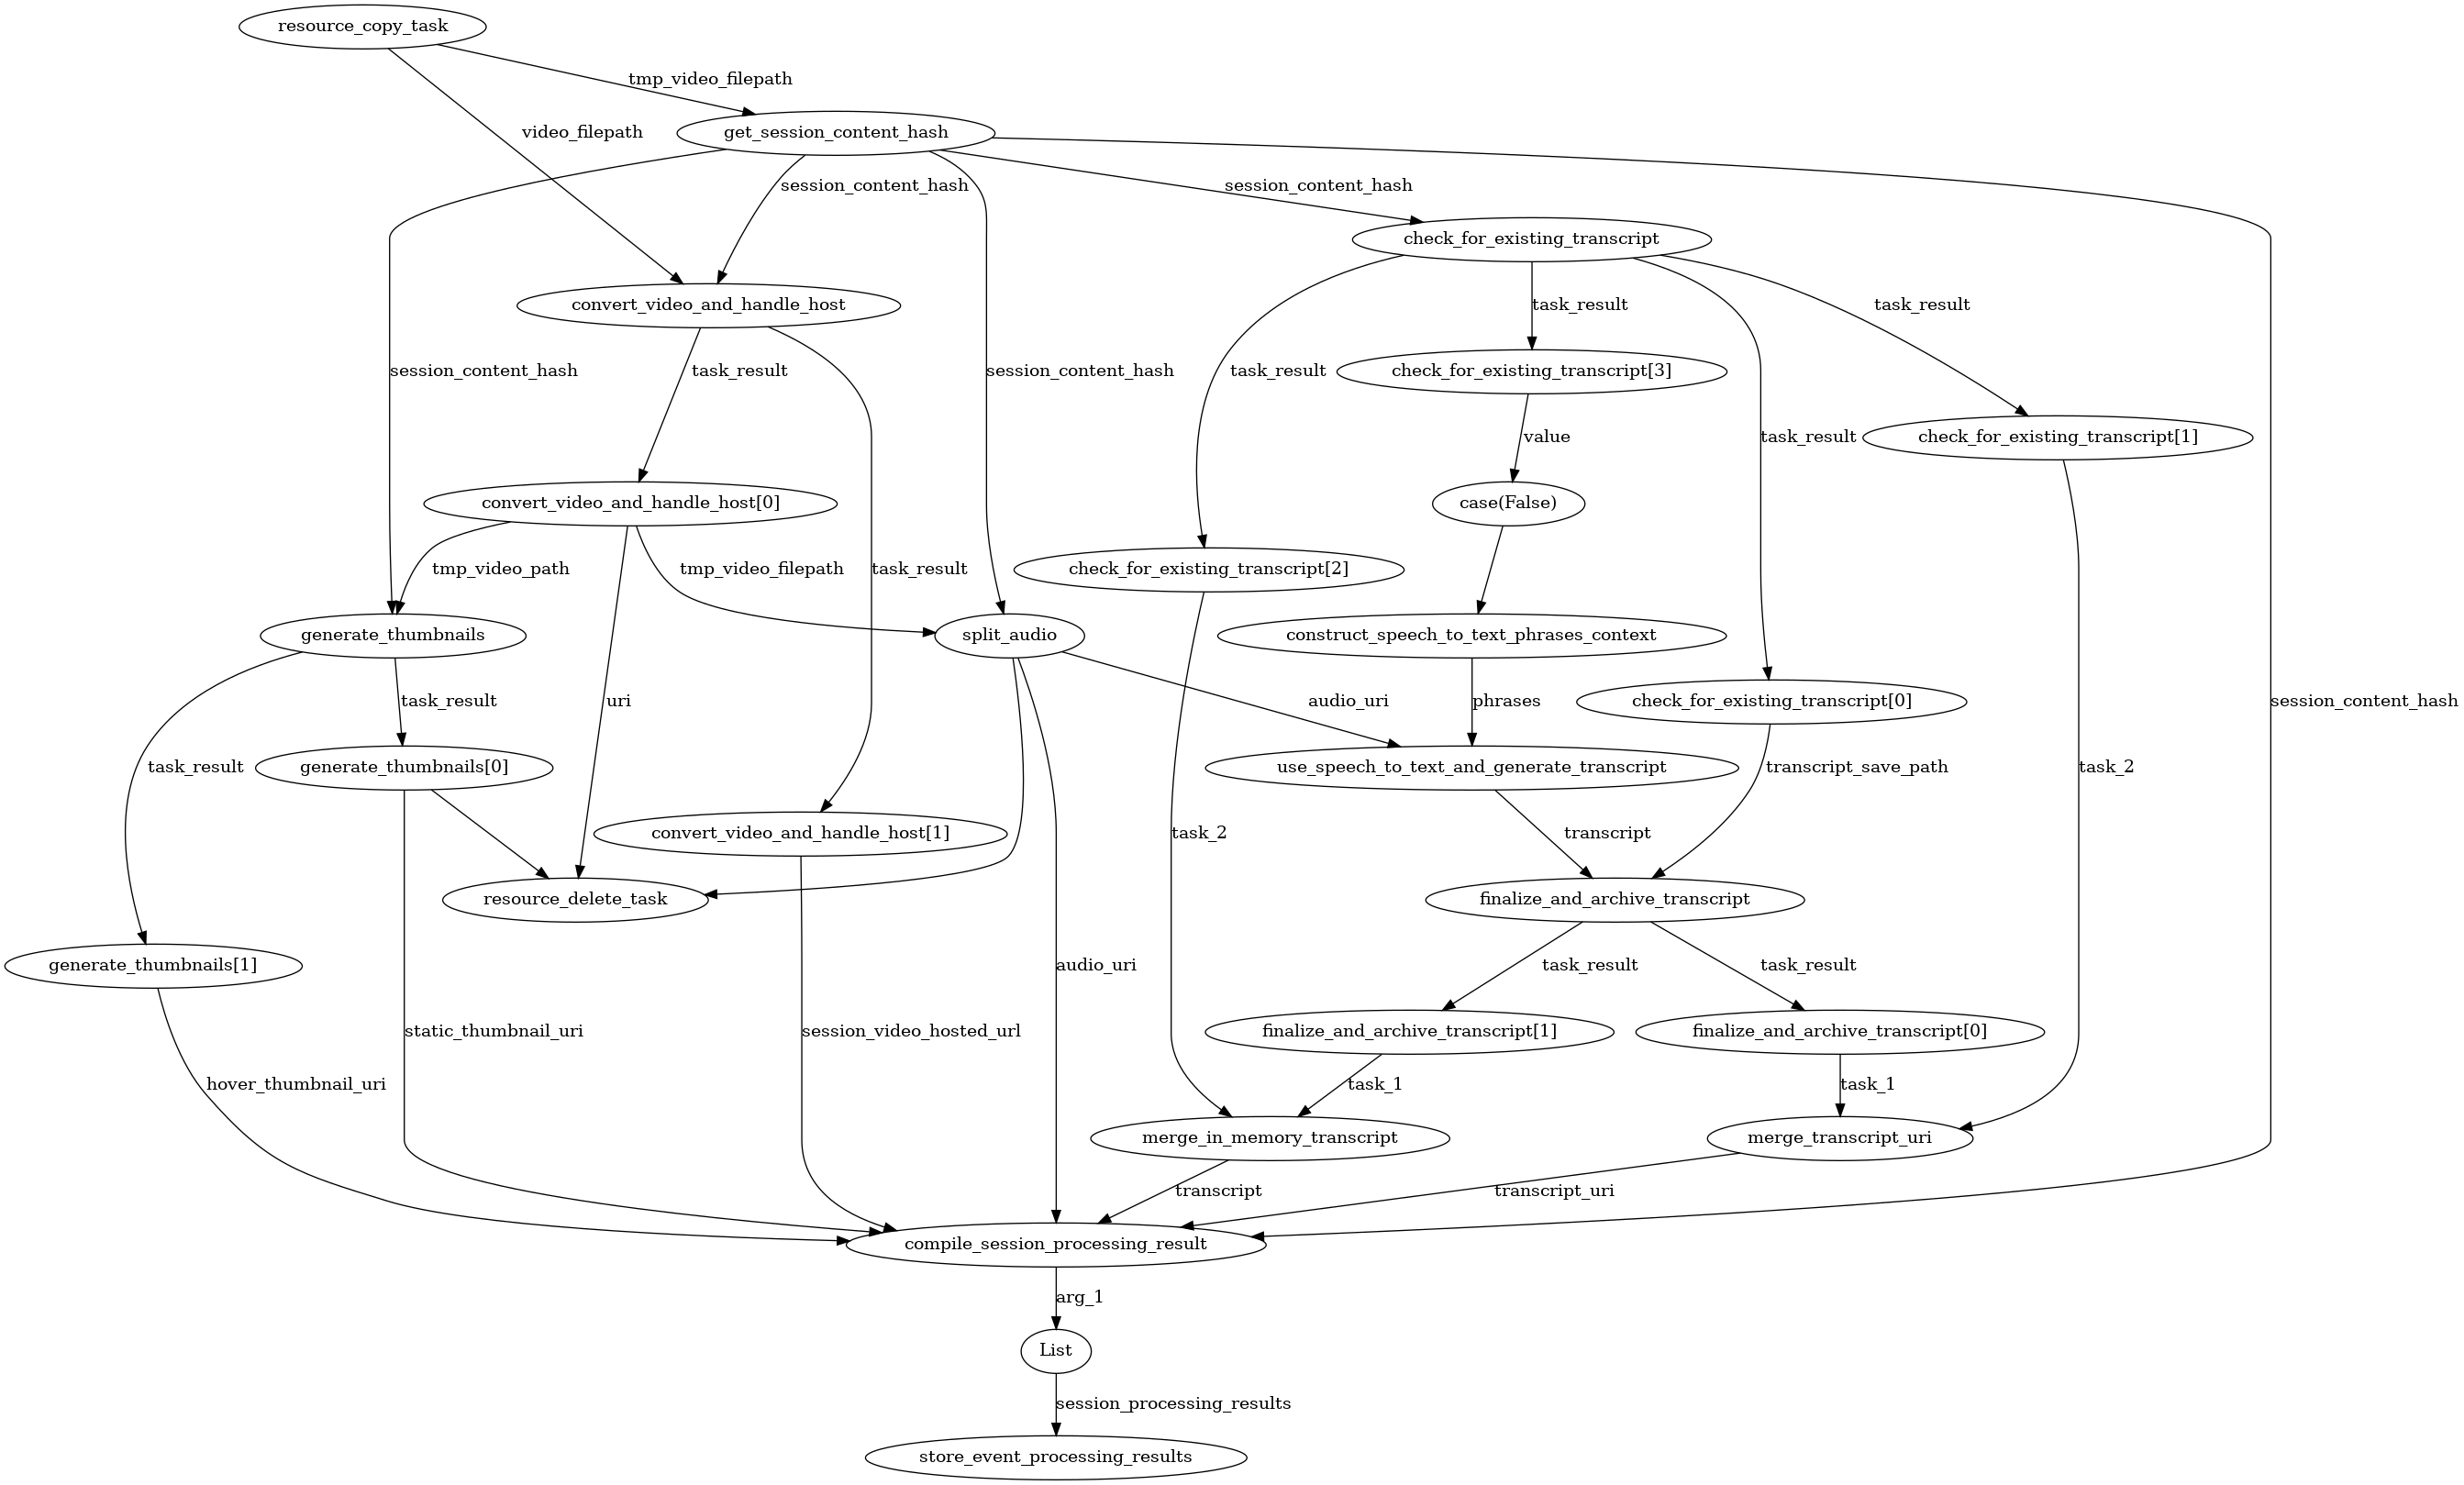 resource_copy_task
tmp_video_filepath
video_filepath
get_session_content_hash
session_content_hash
session_content_hash
check_for_existing_transcript
convert_video_and_handle_host
task_result
task_result
session_content_hash
task_result
session_content_hash
task_result
check_for_existing_transcript[3]
value
task_result
check_for_existing_transcript[1]
convert_video_and_handle_host[0]
case(False)
tmp_video_path
tmp_video_filepath
task_result
check_for_existing_transcript[2]
generate_thumbnails
split_audio
construct_speech_to_text_phrases_context
task_result
uri
audio_uri
phrases
check_for_existing_transcript[0]
session_content_hash
task_result
generate_thumbnails[0]
use_speech_to_text_and_generate_transcript
transcript_save_path
task_2
convert_video_and_handle_host[1]
task_2
transcript
resource_delete_task
finalize_and_archive_transcript
generate_thumbnails[1]
audio_uri
task_result
task_result
static_thumbnail_uri
session_video_hosted_url
finalize_and_archive_transcript[1]
finalize_and_archive_transcript[0]
hover_thumbnail_uri
task_1
task_1
merge_in_memory_transcript
merge_transcript_uri
transcript
transcript_uri
compile_session_processing_result
arg_1
List
session_processing_results
store_event_processing_results